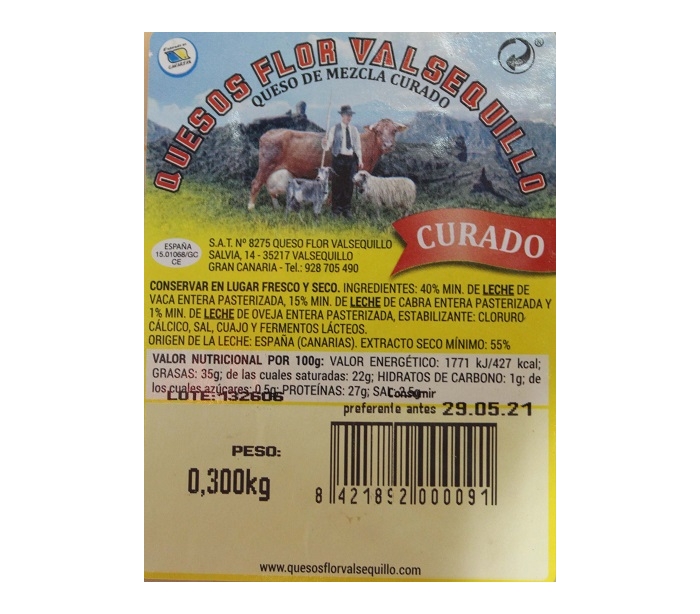 QUESOS FLOR VALSEQUILLO
QUESO DE MEZCLA CURADO
CURADO
ESPAÑA
15.01068/GC
CE
S.A.T. Nº 8275 QUESO FLOR VALSEQUILLO
SALVIA, 14 - 35217 VALSEQUILLO
GRAN CANARIA - Tel.: 928 705 490
CONSERVAR EN LUGAR FRESCO Y SECO. INGREDIENTES: 40% MIN. DE LECHE DE
VACA ENTERA PASTERIZADA, 15% MIN. DE LECHE DE CABRA ENTERA PASTERIZADA Y
1% MIN. DE LECHE DE OVEJA ENTERA PASTERIZADA, ESTABILIZANTE: CLORURO
CÁLCICO, SAL, CUAJO Y FERMENTOS LÁCTEOS.
ORIGEN DE LA LECHE: ESPAÑA (CANARIAS). EXTRACTO SECO MÍNIMO: 55%
VALOR NUTRICIONAL POR 100g: VALOR ENERGÉTICO: 1771 kJ/427 kcal;
GRASAS: 35g; de las cuales saturadas: 22g; HIDRATOS DE CARBONO: 1g; de
los cuales azúcares: 0,5g; PROTEÍNAS: 27g; SAL: 2,5g
LOTE: 132606
Consumir
preferente antes 29.05.21
PESO:
0,300kg
8 421892 000091
www.quesosflorvalsequillo.com